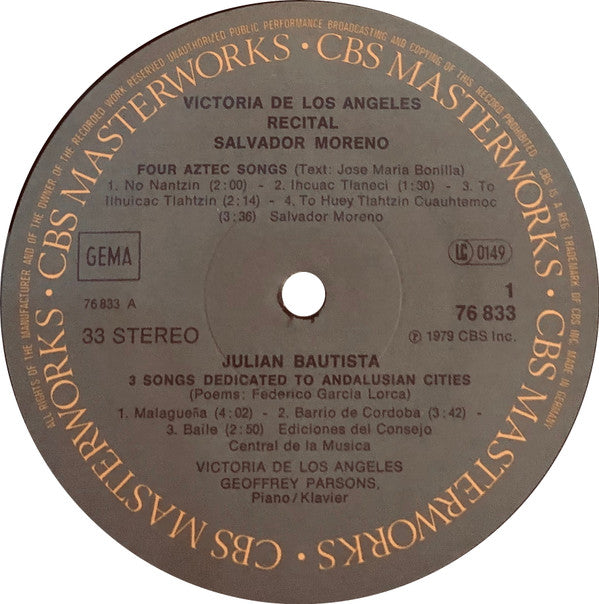 ALL RIGHTS OF THE MANUFACTURER AND OF THE OWNER OF THE RECORDED WORK RESERVED UNAUTHORIZED PUBLIC PERFORMANCE BROADCASTING AND COPYING OF THIS RECORD PROHIBITED. CBS IS A REG. TRADEMARK OF CBS INC. MADE IN GERMANY
CBS MASTERWORKS · CBS MASTERWORKS · CBS MASTERWORKS · CBS MASTERWORKS ·
VICTORIA DE LOS ANGELES
RECITAL
SALVADOR MORENO
FOUR AZTEC SONGS (Text: Jose Maria Bonilla)
1. No Nantzin (2:00) - 2. Ihcuac Tlaneci (1:30) - 3. To
Ilhuicac Tlahtzin (2:14) - 4. To Huey Tlahtzin Cuauhtemoc
(3:36) Salvador Moreno
GEMA
LC 0149
76 833 A
1
76 833
33 STEREO
℗ 1979 CBS Inc.
JULIAN BAUTISTA
3 SONGS DEDICATED TO ANDALUSIAN CITIES
(Poems: Federico Garcia Lorca)
1. Malagueña (4:02) - 2. Barrio de Cordoba (3:42) -
3. Baile (2:50) Ediciones del Consejo
Central de la Musica
VICTORIA DE LOS ANGELES
GEOFFREY PARSONS,
Piano/Klavier